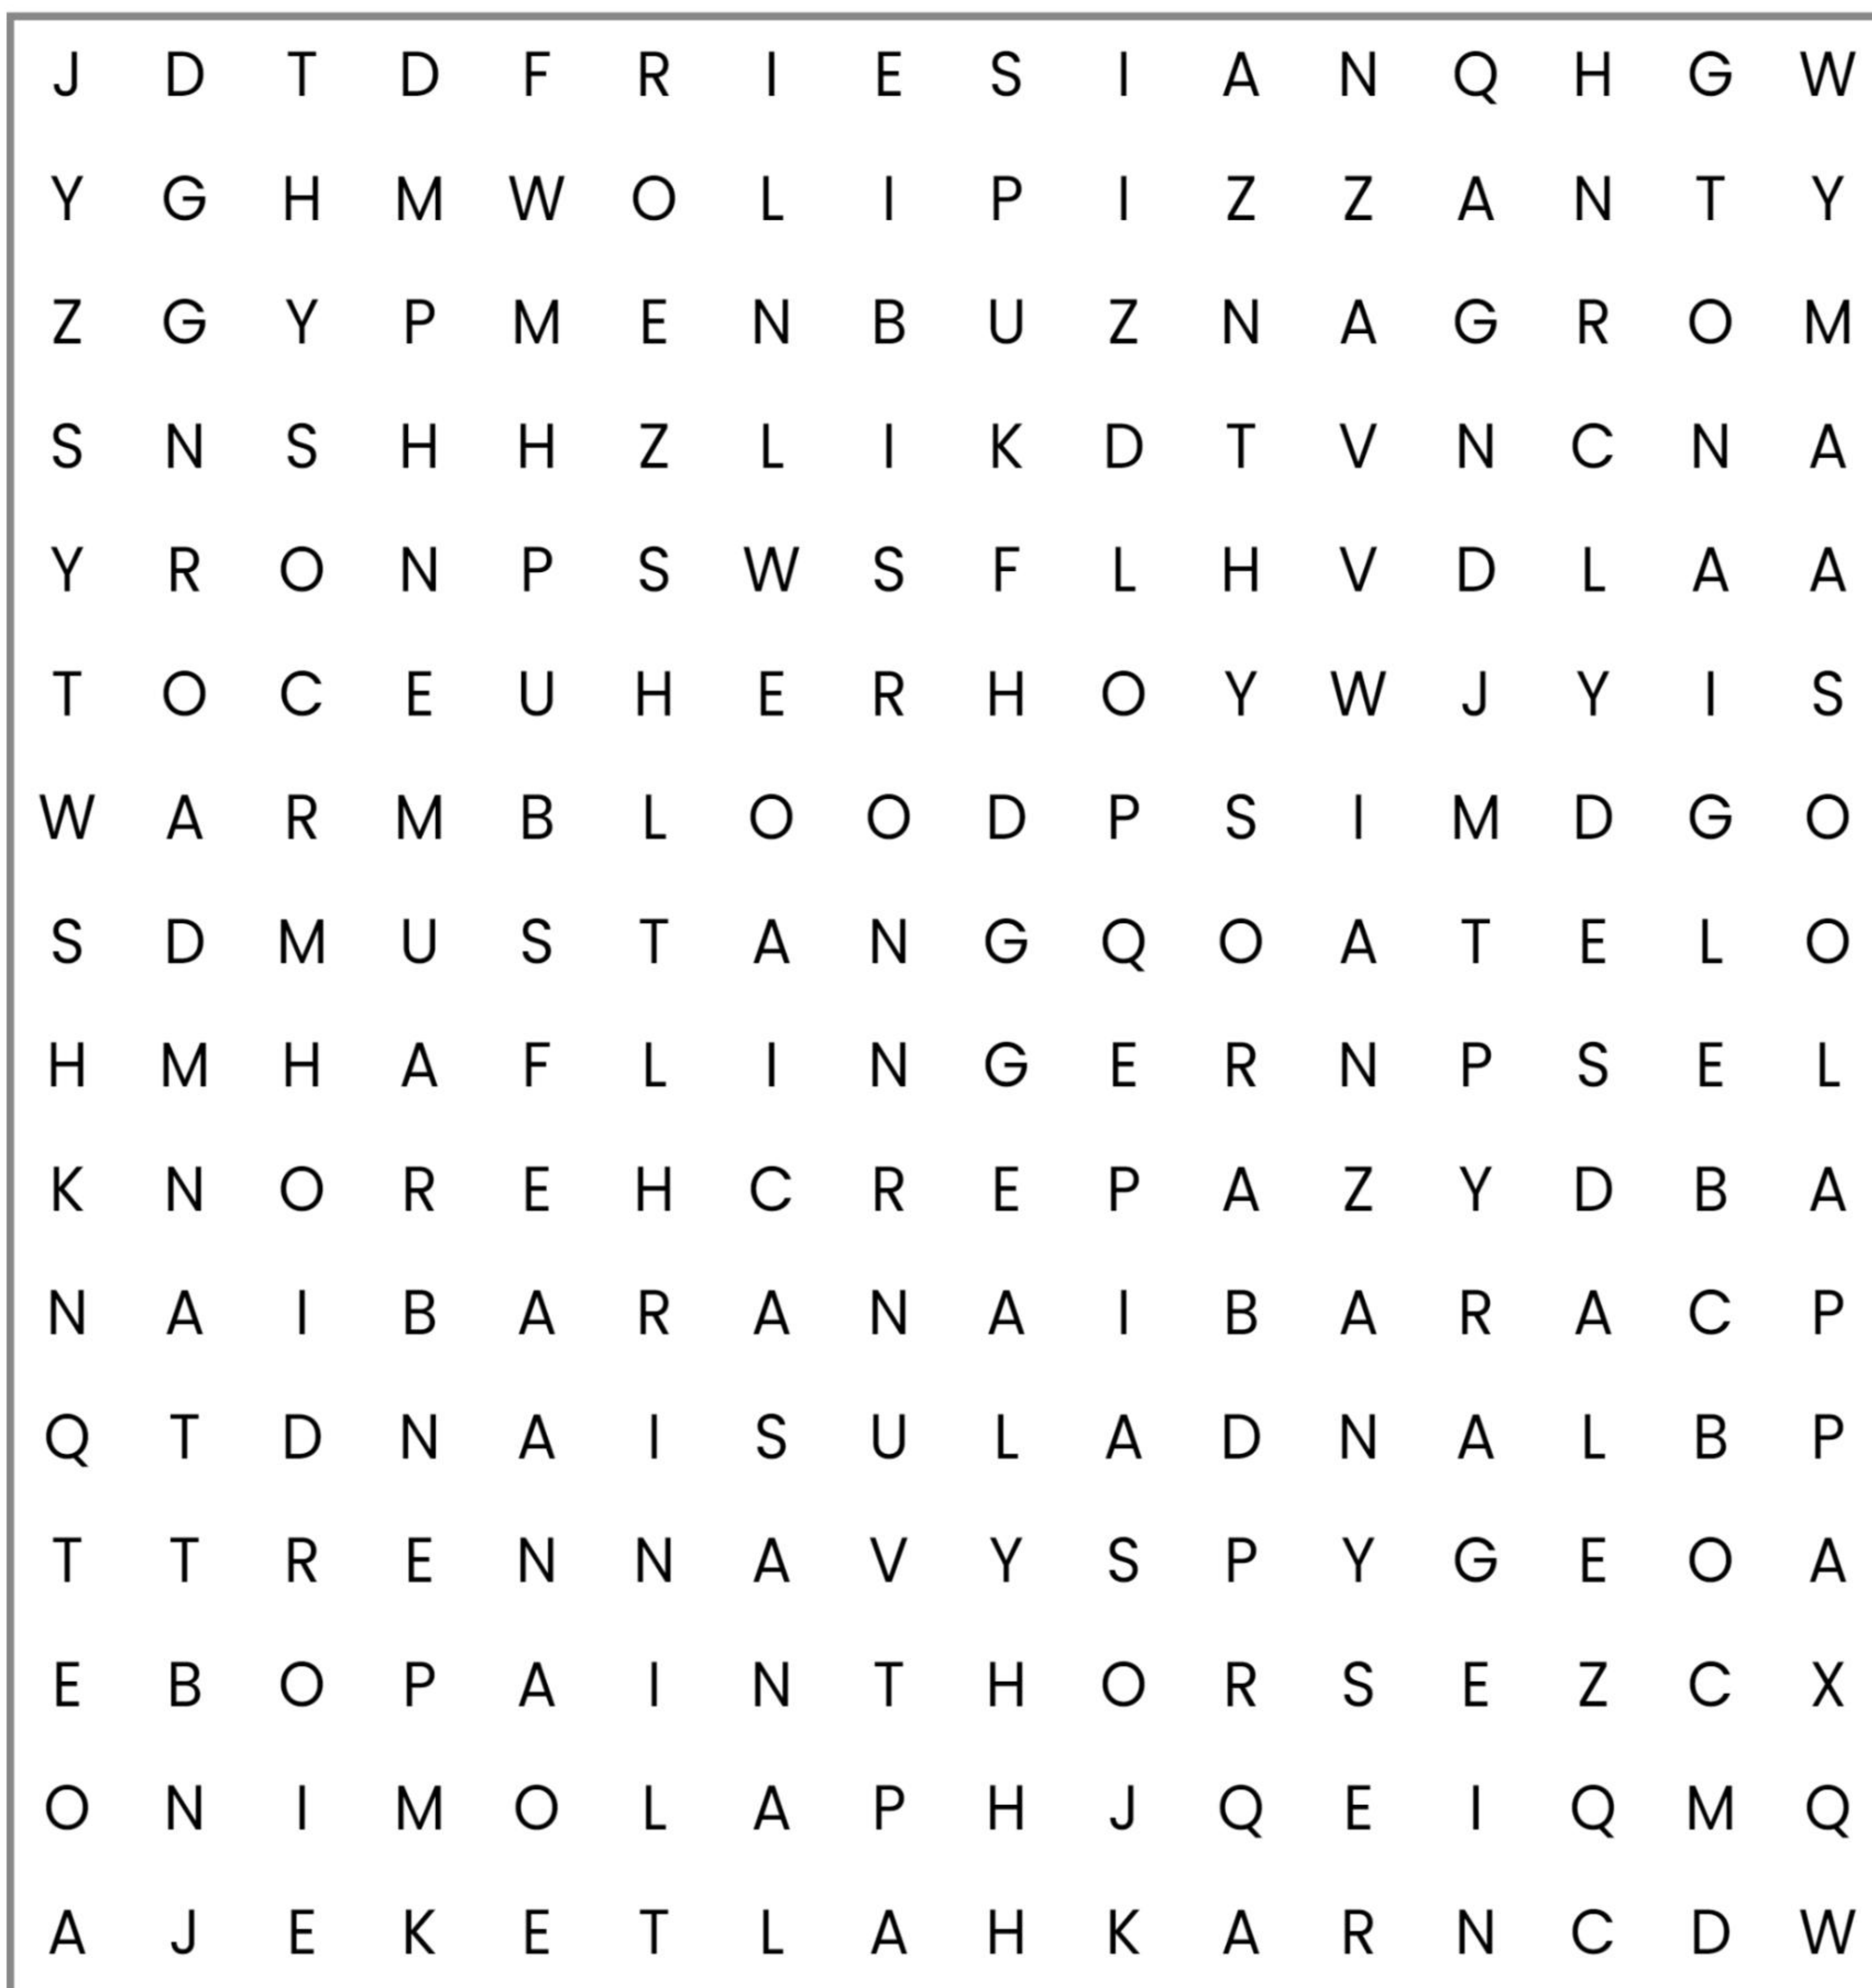 J D T D F R I E S I A N Q H G W
Y G H M W O L I P I Z Z A N T Y
Z G Y P M E N B U Z N A G R O M
S N S H H Z L I K D T V N C N A
Y R O N P S W S F L H V D L A A
T O C E U H E R H O Y W J Y I S
W A R M B L O O D P S I M D G O
S D M U S T A N G Q O A T E L O
H M H A F L I N G E R N P S E L
K N O R E H C R E P A Z Y D B A
N A I B A R A N A I B A R A C P
Q T D N A I S U L A D N A L B P
T T R E N N A V Y S P Y G E O A
E B O P A I N T H O R S E Z C X
O N I M O L A P H J Q E I Q M Q
A J E K E T L A H K A R N C D W